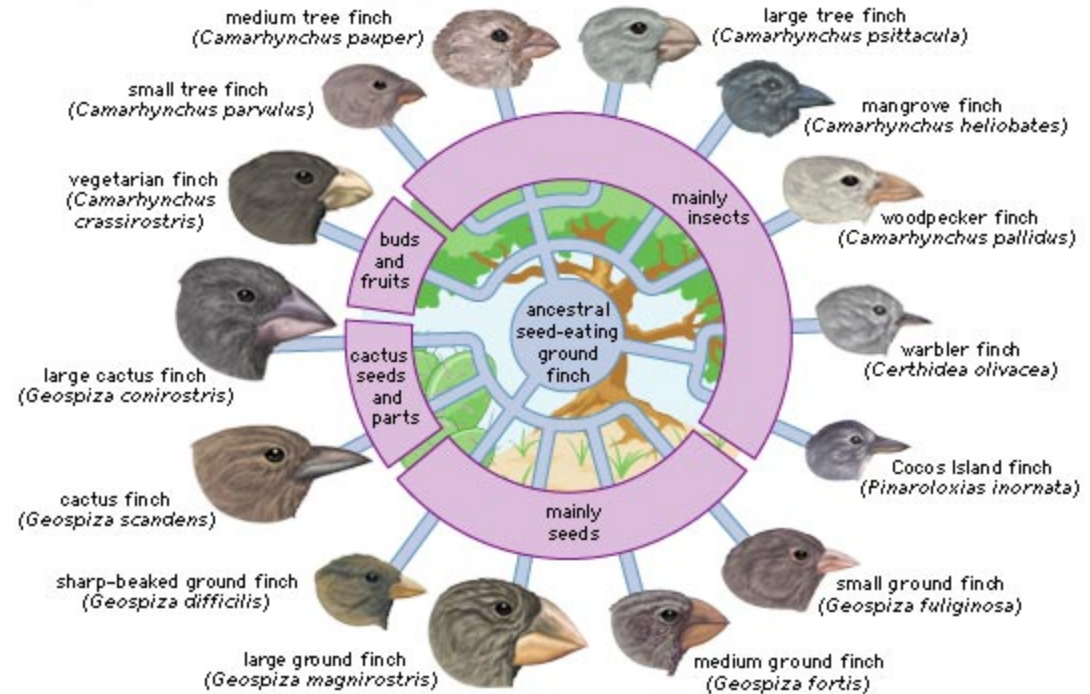 medium tree finch
(Camarhynchus pauper)
large tree finch
(Camarhynchus psittacula)
small tree finch
(Camarhynchus parvulus)
mangrove finch
(Camarhynchus heliobates)
vegetarian finch
(Camarhynchus
crassirostris)
mainly
insects
woodpecker finch
(Camarhynchus pallidus)
buds
and
fruits
ancestral
seed-eating
ground
finch
warbler finch
(Certhidea olivacea)
large cactus finch
(Geospiza conirostris)
cactus
seeds
and
parts
Cocos Island finch
(Pinaroloxias inornata)
cactus finch
(Geospiza scandens)
mainly
seeds
sharp-beaked ground finch
(Geospiza difficilis)
small ground finch
(Geospiza fuliginosa)
large ground finch
(Geospiza magnirostris)
medium ground finch
(Geospiza fortis)